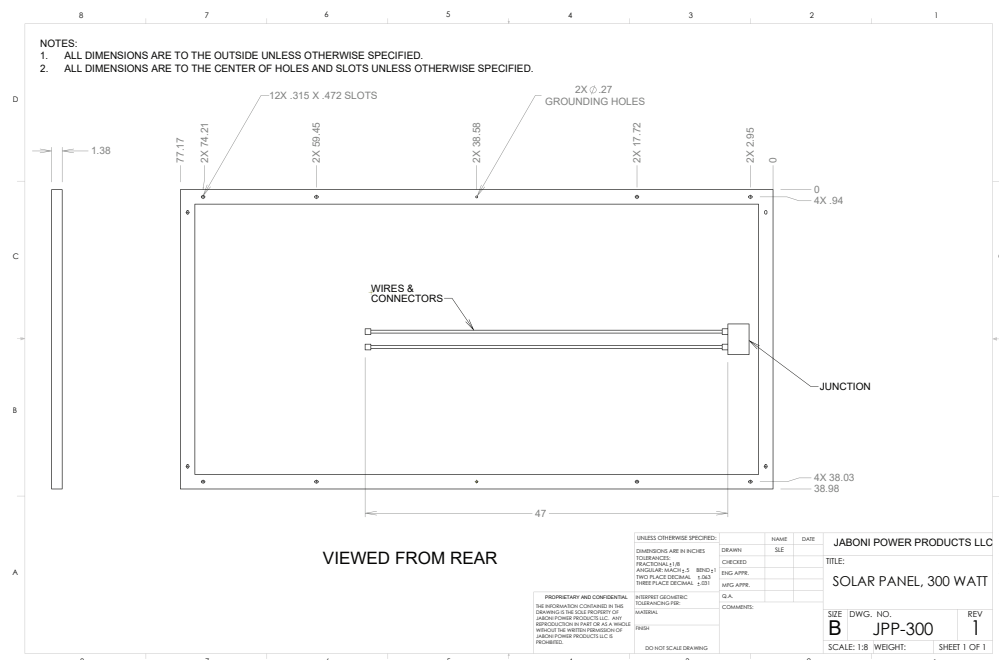 8 7 6 5 4 3 2 1
NOTES:
1. ALL DIMENSIONS ARE TO THE OUTSIDE UNLESS OTHERWISE SPECIFIED.
2. ALL DIMENSIONS ARE TO THE CENTER OF HOLES AND SLOTS UNLESS OTHERWISE SPECIFIED.
D
12X .315 X .472 SLOTS
2X ∅.27
GROUNDING HOLES
1.38
77.17
2X 74.21
2X 59.45
2X 38.58
2X 17.72
2X 2.95
0
0
4X .94
C
WIRES &
CONNECTORS
JUNCTION
B
4X 38.03
38.98
47
VIEWED FROM REAR
A
PROPRIETARY AND CONFIDENTIAL
THE INFORMATION CONTAINED IN THIS
DRAWING IS THE SOLE PROPERTY OF
JABONI POWER PRODUCTS LLC. ANY
REPRODUCTION IN PART OR AS A WHOLE
WITHOUT THE WRITTEN PERMISSION OF
JABONI POWER PRODUCTS LLC IS
PROHIBITED.
UNLESS OTHERWISE SPECIFIED:
DIMENSIONS ARE IN INCHES
TOLERANCES:
FRACTIONAL ±1/8
ANGULAR: MACH ±.5 BEND ±1
TWO PLACE DECIMAL ±.063
THREE PLACE DECIMAL ±.031
INTERPRET GEOMETRIC
TOLERANCING PER:
MATERIAL
FINISH
DO NOT SCALE DRAWING
NAME DATE
DRAWN SLE
CHECKED
ENG APPR.
MFG APPR.
Q.A.
COMMENTS:
JABONI POWER PRODUCTS LLC
TITLE:
SOLAR PANEL, 300 WATT
SIZE DWG. NO. REV
B JPP-300 1
SCALE: 1:8 WEIGHT: SHEET 1 OF 1